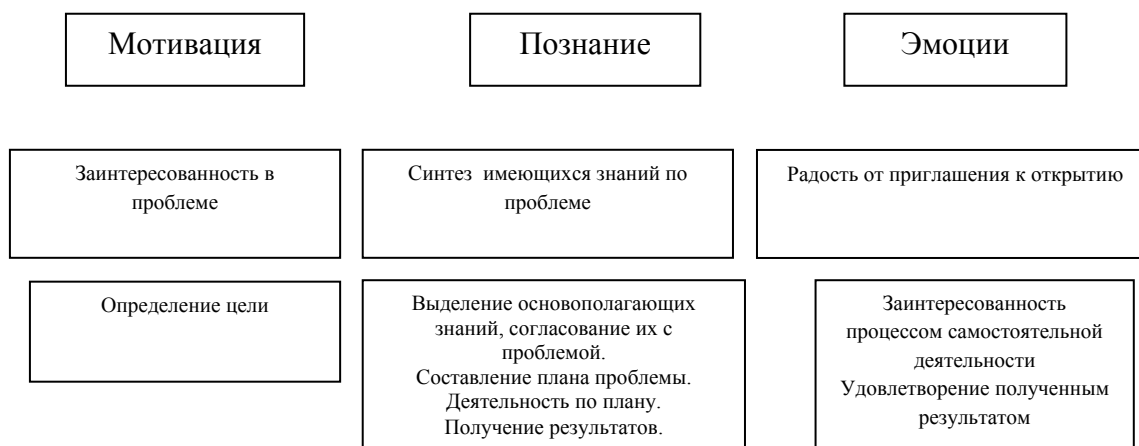 Мотивация
Познание
Эмоции
Заинтересованность в
проблеме
Синтез имеющихся знаний по
проблеме
Радость от приглашения к открытию
Определение цели
Выделение основополагающих
знаний, согласование их с
проблемой.
Составление плана проблемы.
Деятельность по плану.
Получение результатов.
Заинтересованность
процессом самостоятельной
деятельности
Удовлетворение полученным
результатом